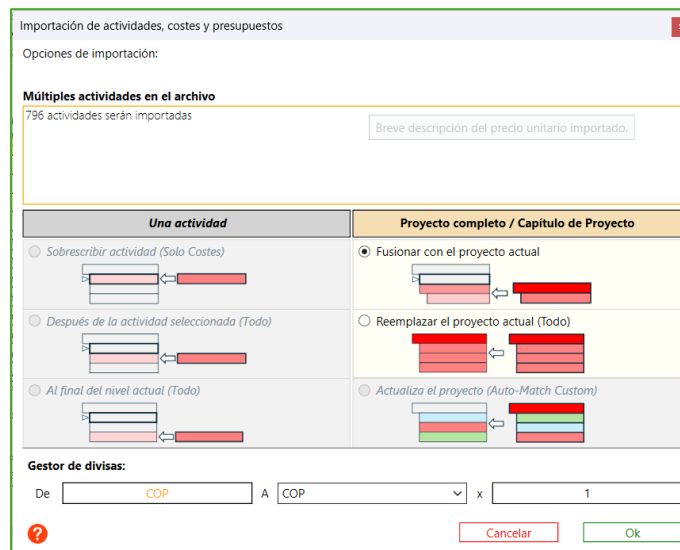 Importación de actividades, costes y presupuestos
Opciones de importación:
Múltiples actividades en el archivo
796 actividades serán importadas
Breve descripción del precio unitario importado.
Una actividad
Proyecto completo / Capítulo de Proyecto
Sobrescribir actividad (Solo Costes)
Fusionar con el proyecto actual
Después de la actividad seleccionada (Todo)
Reemplazar el proyecto actual (Todo)
Al final del nivel actual (Todo)
Actualiza el proyecto (Auto-Match Custom)
Gestor de divisas:
De COP A COP x 1
?
Cancelar Ok